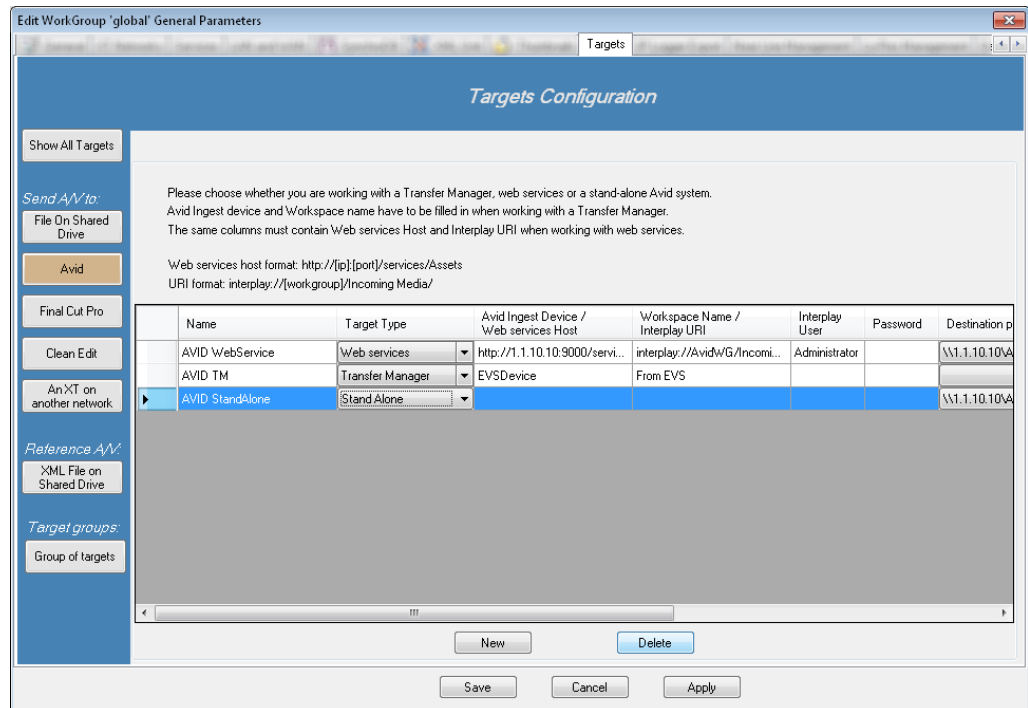 Edit WorkGroup 'global' General Parameters
Targets
Targets Configuration
Show All Targets
Send A/V to:
File On Shared
Drive
Avid
Final Cut Pro
Clean Edit
An XT on
another network
Reference A/V:
XML File on
Shared Drive
Target groups:
Group of targets
Please choose whether you are working with a Transfer Manager, web services or a stand-alone Avid system.
Avid Ingest device and Workspace name have to be filled in when working with a Transfer Manager.
The same columns must contain Web services Host and Interplay URI when working with web services.
Web services host format: http://[ip]:[port]/services/Assets
URI format: interplay://[workgroup]/Incoming Media/
Name Target Type Avid Ingest Device / Web services Host Workspace Name / Interplay URI Interplay User Password Destination p
AVID WebService Web services http://1.1.10.10:9000/servi... interplay://AvidWG/Incomi... Administrator \\1.1.10.10\A
AVID TM Transfer Manager EVSDevice From EVS
AVID StandAlone Stand Alone \\1.1.10.10\A
New Delete
Save Cancel Apply